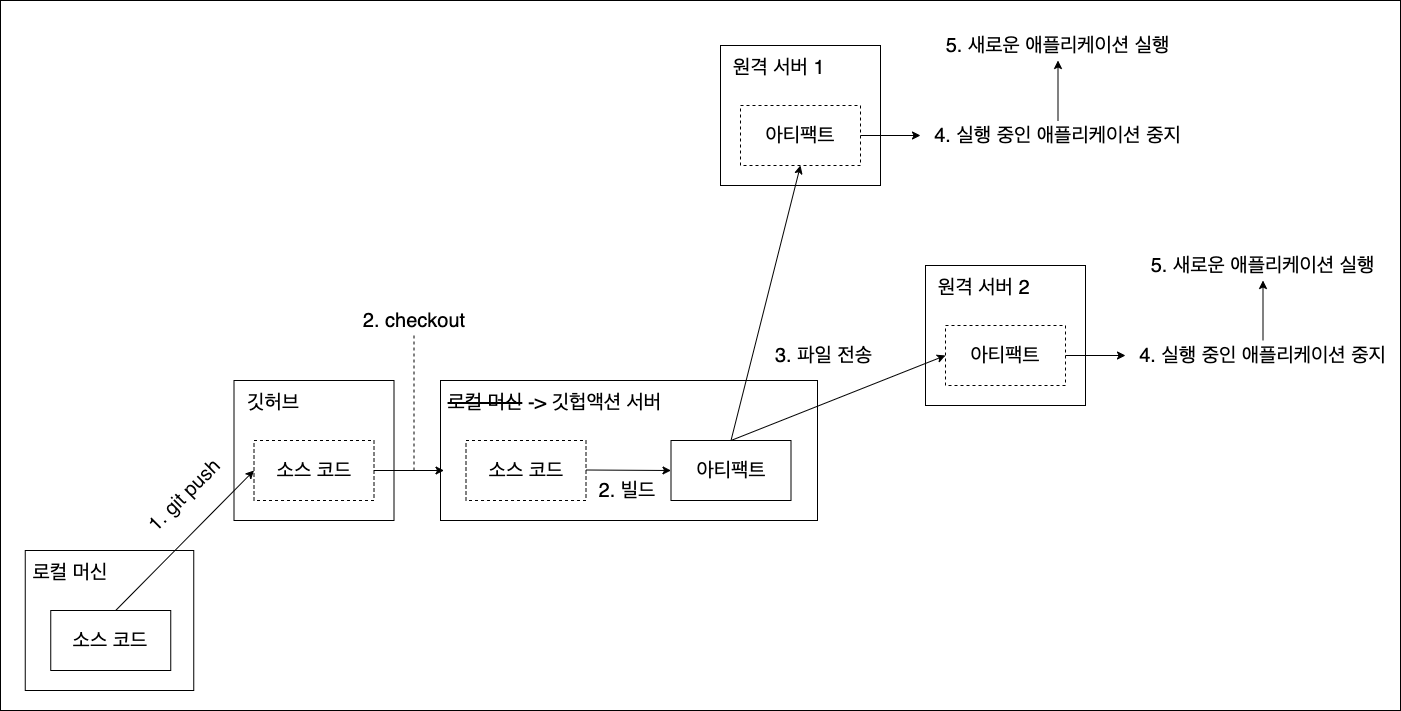 원격 서버 1
아티팩트
5. 새로운 애플리케이션 실행
4. 실행 중인 애플리케이션 중지
원격 서버 2
아티팩트
5. 새로운 애플리케이션 실행
4. 실행 중인 애플리케이션 중지
3. 파일 전송
2. checkout
깃허브
소스 코드
로컬 머신 -> 깃헙액션 서버
소스 코드
2. 빌드
아티팩트
1. git push
로컬 머신
소스 코드